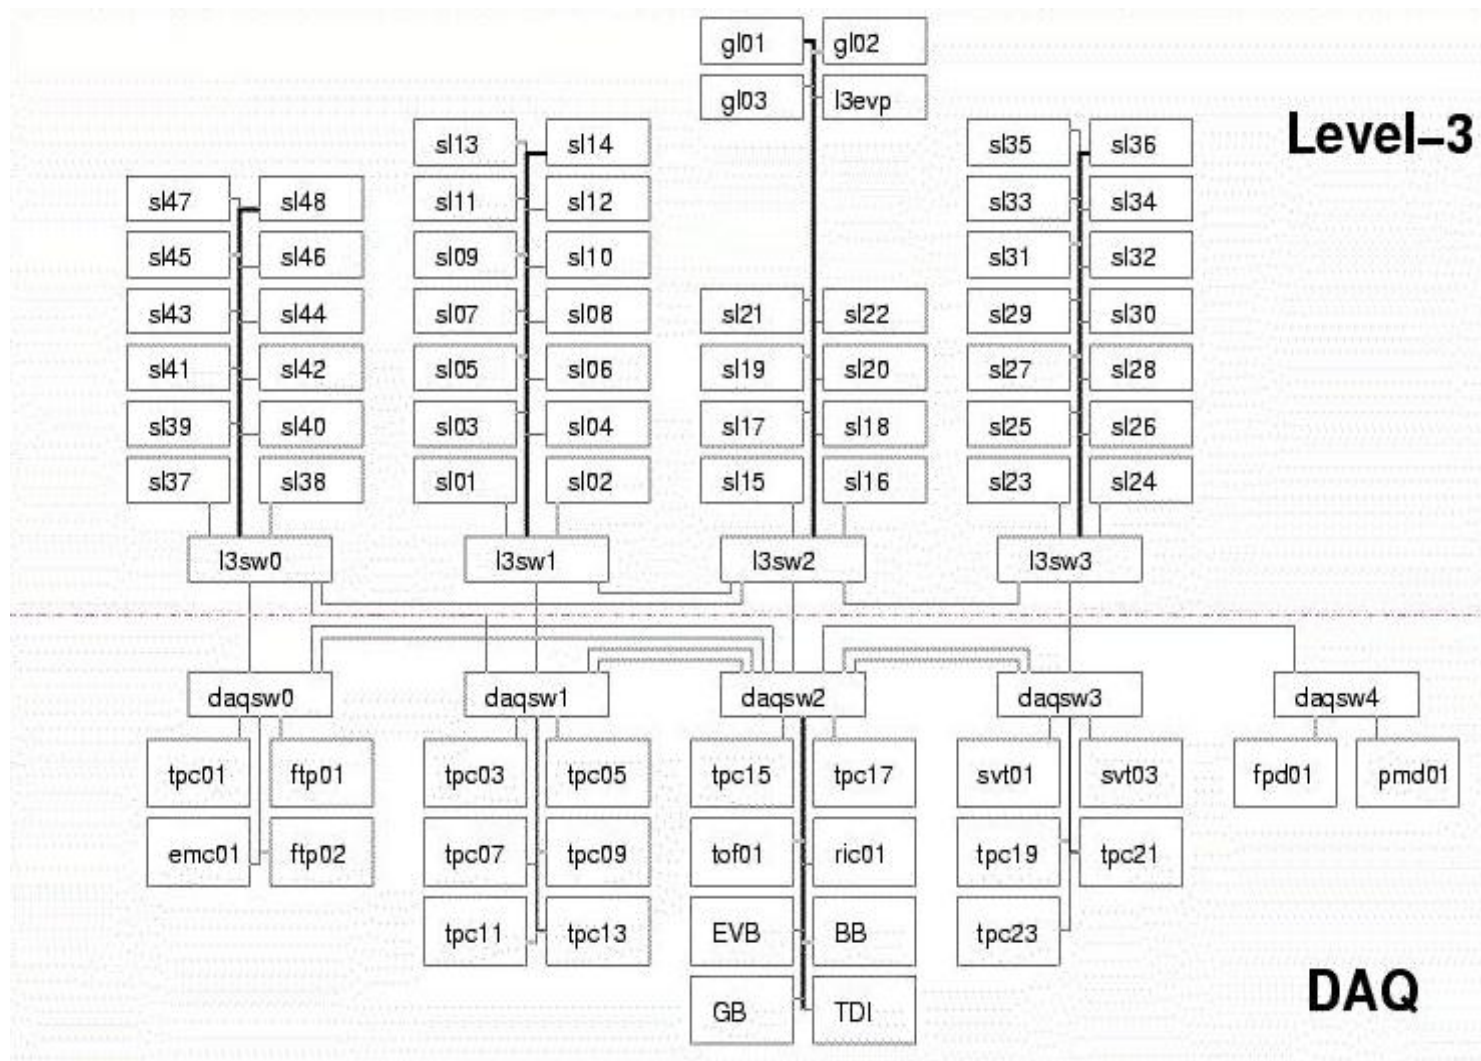 gl01 gl02
gl03 l3evp
Level-3
sl13 sl14 sl35 sl36
sl47 sl48 sl11 sl12 sl33 sl34
sl45 sl46 sl09 sl10 sl31 sl32
sl43 sl44 sl07 sl08 sl21 sl22 sl29 sl30
sl41 sl42 sl05 sl06 sl19 sl20 sl27 sl28
sl39 sl40 sl03 sl04 sl17 sl18 sl25 sl26
sl37 sl38 sl01 sl02 sl15 sl16 sl23 sl24
l3sw0 l3sw1 l3sw2 l3sw3
daqsw0 daqsw1 daqsw2 daqsw3 daqsw4
tpc01 ftp01 tpc03 tpc05 tpc15 tpc17 svt01 svt03 fpd01 pmd01
emc01 ftp02 tpc07 tpc09 tof01 ric01 tpc19 tpc21
tpc11 tpc13 EVB BB tpc23
GB TDI
DAQ